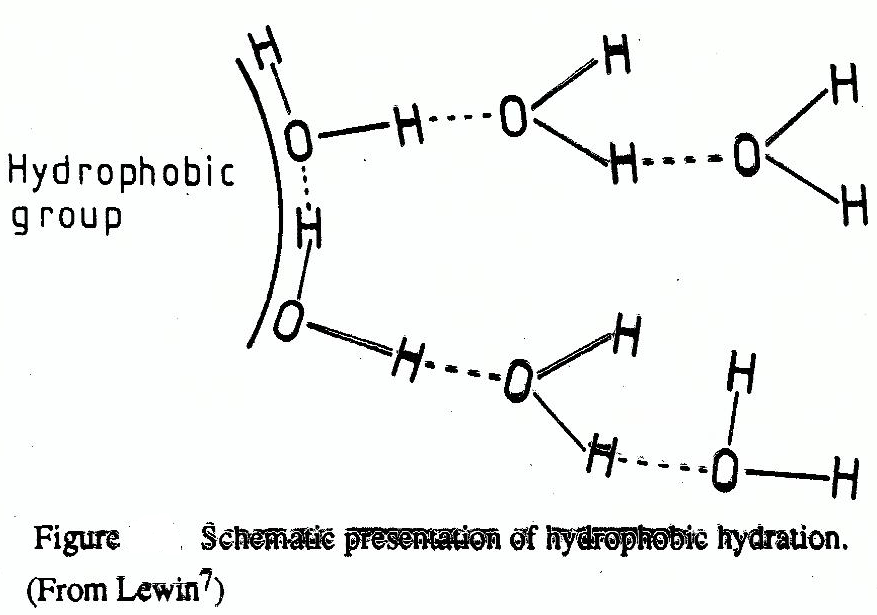 H
H
H
O
H
O
H
O
Hydrophobic
H
group
H
H
O
H
H
H
O
H
O
H
Figure . Schematic presentation of hydrophobic hydration.
(From Lewin7)